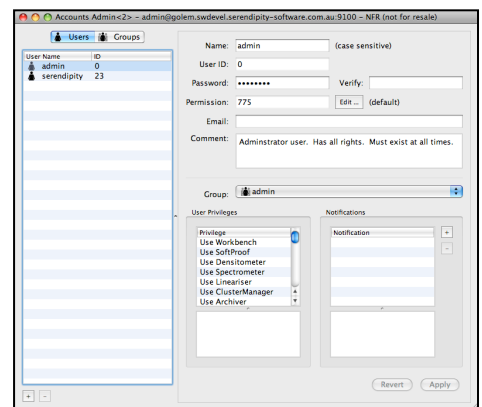 Accounts Admin<2> - admin@golem.swdevel.serendipity-software.com.au:9100 - NFR (not for resale)
Users Groups
User Name ID
admin 0
serendipity 23
+ -
Name: admin (case sensitive)
User ID: 0
Password: •••••••• Verify:
Permission: 775 Edit ... (default)
Email:
Comment: Adminstrator user. Has all rights. Must exist at all times.
Group: admin
User Privileges
Privilege
Use Workbench
Use SoftProof
Use Densitometer
Use Spectrometer
Use Lineariser
Use ClusterManager
Use Archiver
Notifications
Notification
+
-
Revert Apply